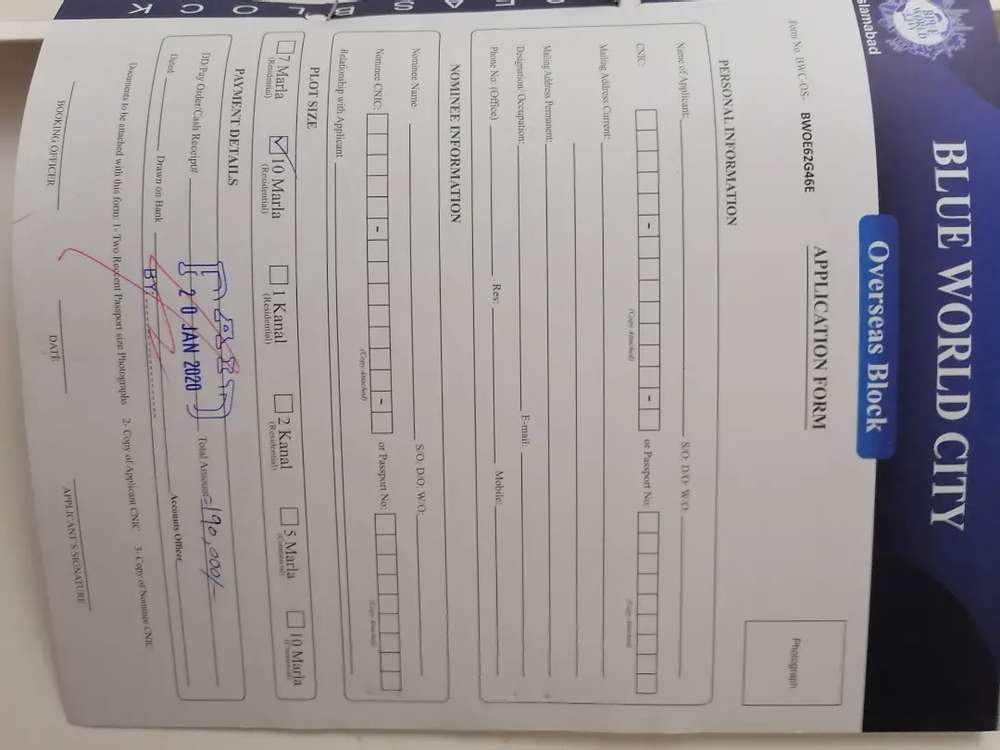 BLUE WORLD CITY
Islamabad
Overseas Block
APPLICATION FORM
Form No. BWC-OS- BWOE62G46E
Photograph
PERSONAL INFORMATION
Name of Applicant: S/O: D/O: W/O:
CNIC: - - or Passport No:
(Copy Attached) (Copy Attached)
Mailing Address Current:
Mailing Address Permanent:
Designation/ Occupation: E-mail:
Phone No: (Office) Res: Mobile:
NOMINEE INFORMATION
Nominee Name S/O: D/O: W/O:
Nominee CNIC: - - or Passport No:
(Copy Attached) (Copy Attached)
Relationship with Applicant
PLOT SIZE
7 Marla 10 Marla 1 Kanal 2 Kanal 5 Marla 10 Marla
(Residential) (Residential) (Residential) (Residential) (Commercial) (Commercial)
PAYMENT DETAILS
DD/Pay Order/Cash Receipt# Total Amount =190,000/-
PAID
20 JAN 2020
BY:
Dated Drawn on Bank Accounts Officer
Documents to be attached with this form: 1- Two Reccent Passport size Photographs 2- Copy of Applicant CNIC 3- Copy of Nominee CNIC
BOOKING OFFICER DATE APPLICANT'S SIGNATURE